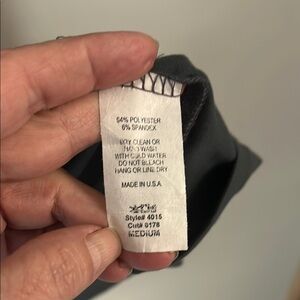 94% POLYESTER
6% SPANDEX
DRY CLEAN OR
HAND WASH
WITH COLD WATER
DO NOT BLEACH
HANG OR LINE DRY
MADE IN U.S.A
Style# 4015
Cut# 0178
MEDIUM